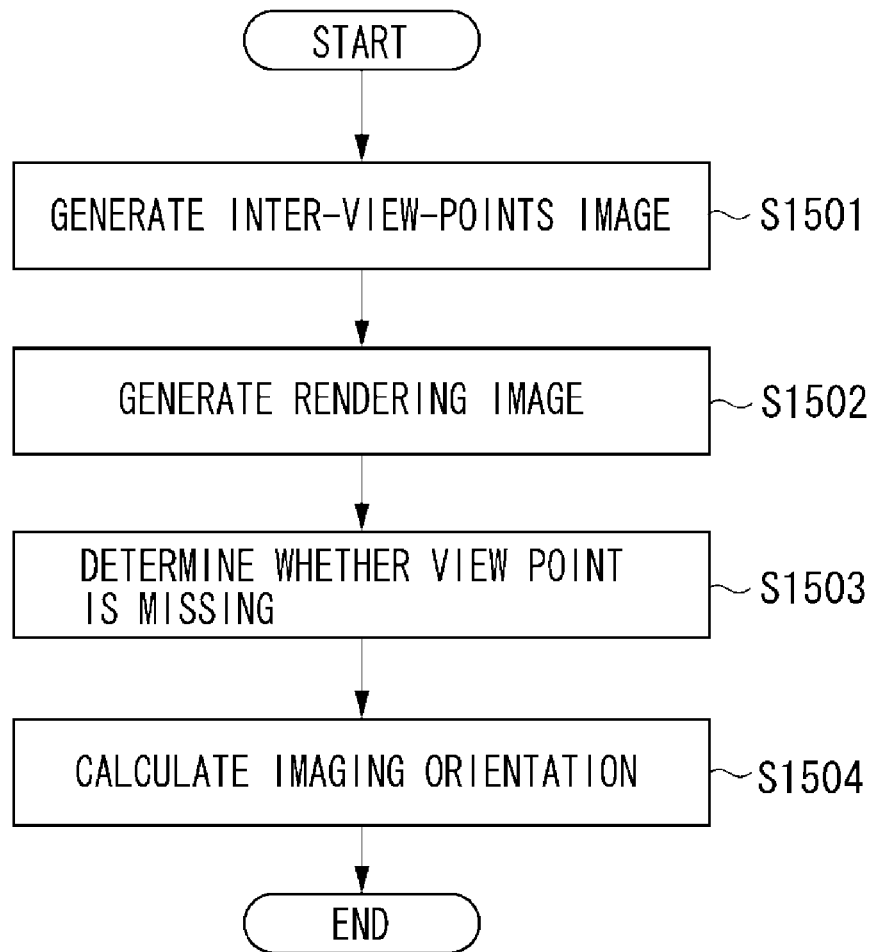 START
GENERATE INTER-VIEW-POINTS IMAGE
S1501
GENERATE RENDERING IMAGE
S1502
DETERMINE WHETHER VIEW POINT
IS MISSING
S1503
CALCULATE IMAGING ORIENTATION
S1504
END